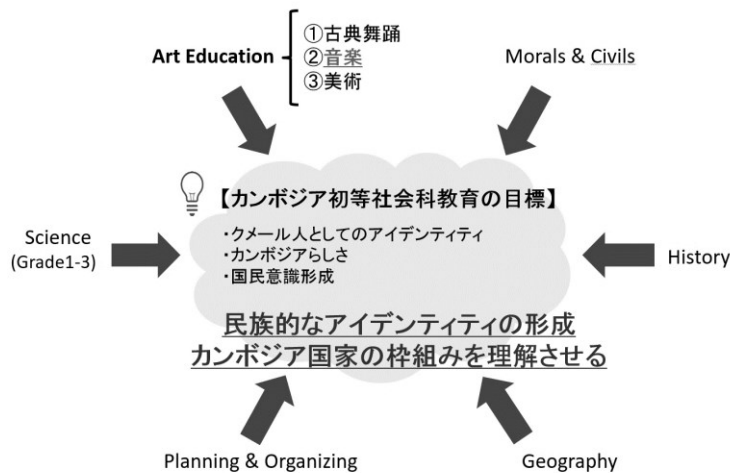 Art Education
①古典舞踊
②音楽
③美術
Morals & Civils
【カンボジア初等社会科教育の目標】
・クメール人としてのアイデンティティ
・カンボジアらしさ
・国民意識形成
Science
(Grade1-3)
History
民族的なアイデンティティの形成
カンボジア国家の枠組みを理解させる
Planning & Organizing
Geography